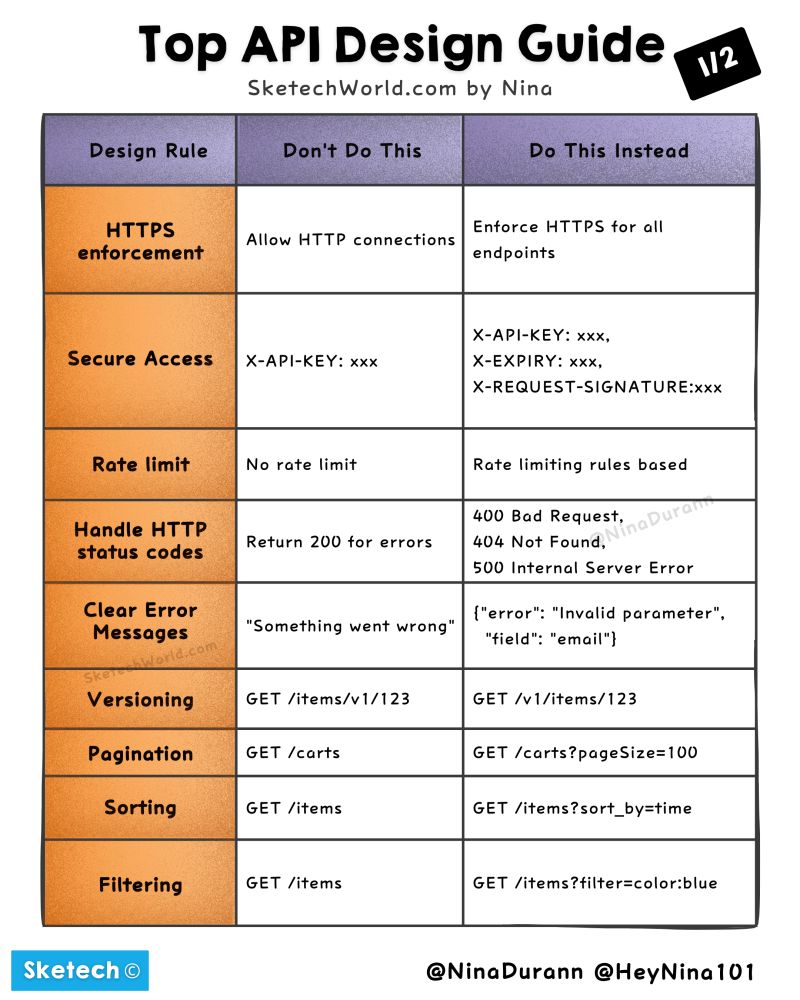 Top API Design Guide
1/2
SketechWorld.com by Nina
Design Rule
Don't Do This
Do This Instead
HTTPS
enforcement
Allow HTTP connections
Enforce HTTPS for all
endpoints
Secure Access
X-API-KEY: xxx
X-API-KEY: xxx,
X-EXPIRY: xxx,
X-REQUEST-SIGNATURE:xxx
Rate limit
No rate limit
Rate limiting rules based
@NinaDurann
Handle HTTP
status codes
Return 200 for errors
400 Bad Request,
404 Not Found,
500 Internal Server Error
Clear Error
Messages
"Something went wrong"
{"error": "Invalid parameter",
"field": "email"}
SketechWorld.com
Versioning
GET /items/v1/123
GET /v1/items/123
Pagination
GET /carts
GET /carts?pageSize=100
Sorting
GET /items
GET /items?sort_by=time
Filtering
GET /items
GET /items?filter=color:blue
Sketech ©
@NinaDurann @HeyNina101